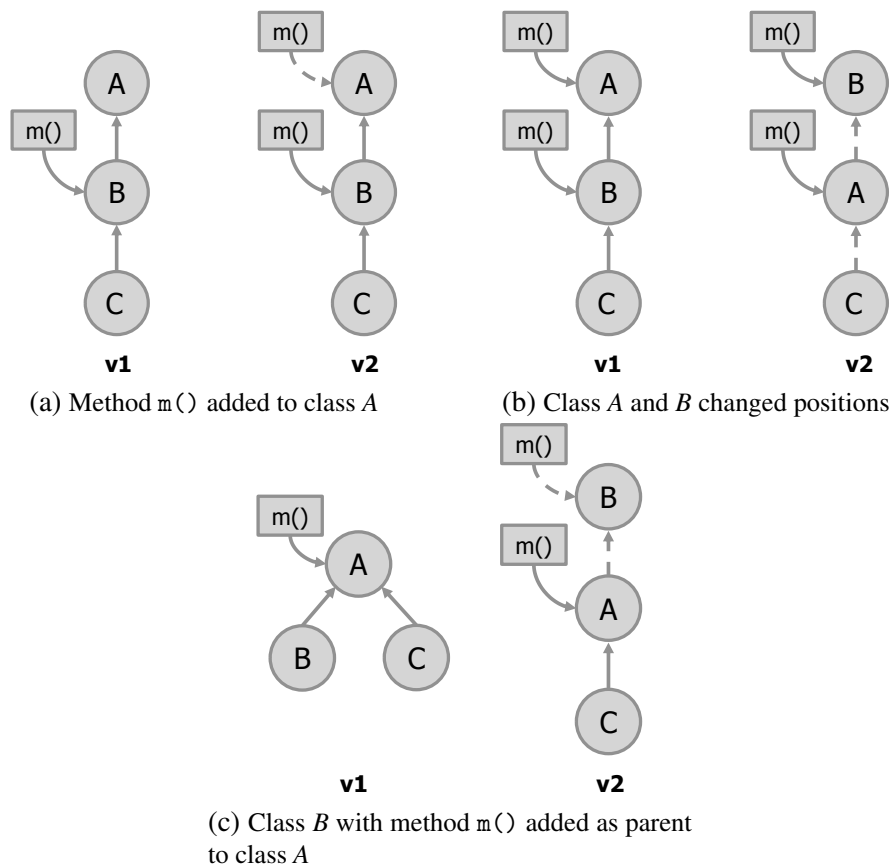 m()
A
m()
B
C
v1
m()
A
m()
B
C
v2
(a) Method m() added to class A
m()
A
m()
B
C
v1
m()
B
m()
A
C
v2
(b) Class A and B changed positions
m()
A
B
C
v1
m()
B
m()
A
C
v2
(c) Class B with method m() added as parent
to class A